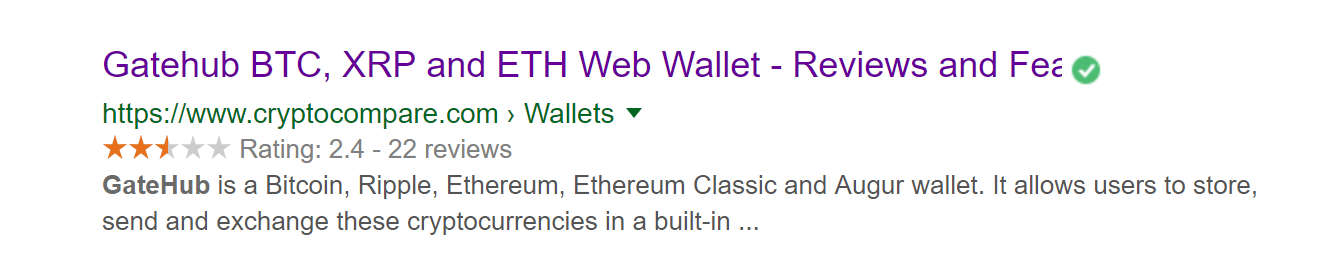 Gatehub BTC, XRP and ETH Web Wallet - Reviews and Fea
https://www.cryptocompare.com › Wallets
Rating: 2.4 - 22 reviews
GateHub is a Bitcoin, Ripple, Ethereum, Ethereum Classic and Augur wallet. It allows users to store,
send and exchange these cryptocurrencies in a built-in ...